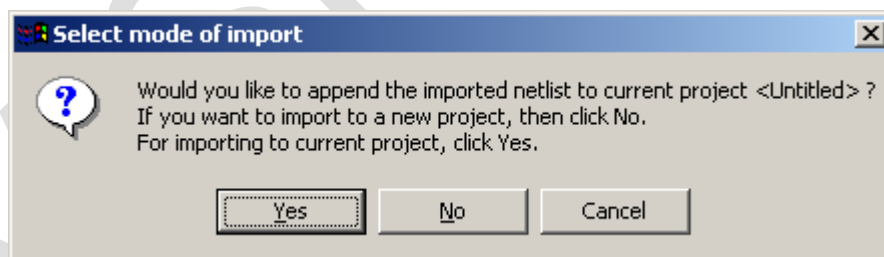 Select mode of import
Would you like to append the imported netlist to current project <Untitled> ?
If you want to import to a new project, then click No.
For importing to current project, click Yes.
Yes No Cancel